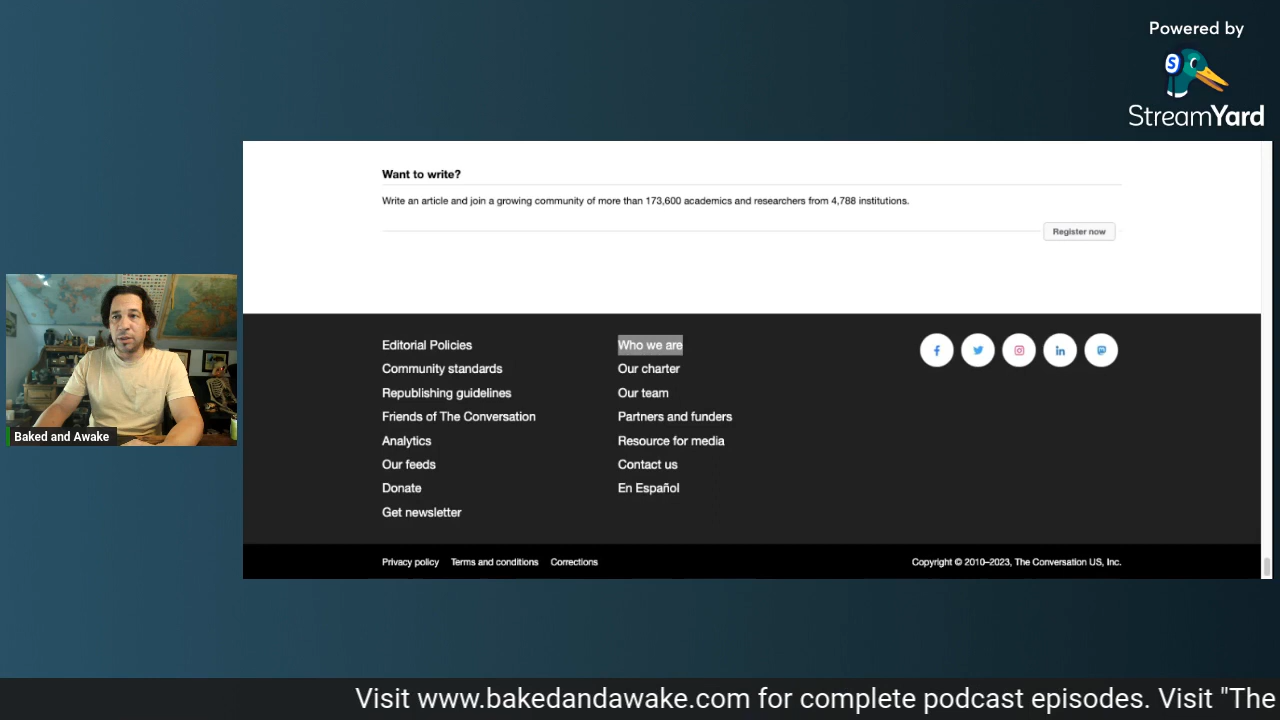 Powered by
StreamYard
Want to write?
Write an article and join a growing community of more than 173,600 academics and researchers from 4,788 institutions.
Register now
Editorial Policies
Community standards
Republishing guidelines
Friends of The Conversation
Analytics
Our feeds
Donate
Get newsletter
Who we are
Our charter
Our team
Partners and funders
Resource for media
Contact us
En Español
Privacy policy Terms and conditions Corrections
Copyright © 2010–2023, The Conversation US, Inc.
Baked and Awake
Visit www.bakedandawake.com for complete podcast episodes. Visit "The